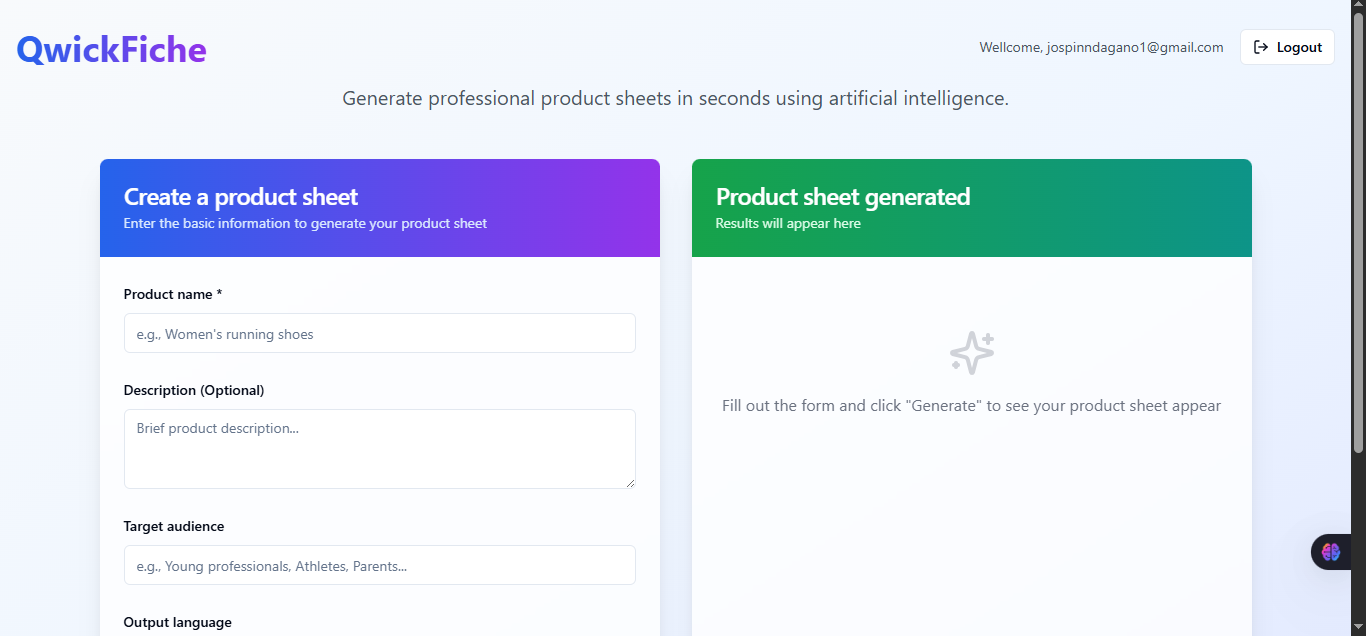 QwickFiche
Wellcome, jospinndagano1@gmail.com
Logout
Generate professional product sheets in seconds using artificial intelligence.
Create a product sheet
Enter the basic information to generate your product sheet
Product name *
e.g., Women's running shoes
Description (Optional)
Brief product description...
Target audience
e.g., Young professionals, Athletes, Parents...
Output language
Product sheet generated
Results will appear here
Fill out the form and click "Generate" to see your product sheet appear